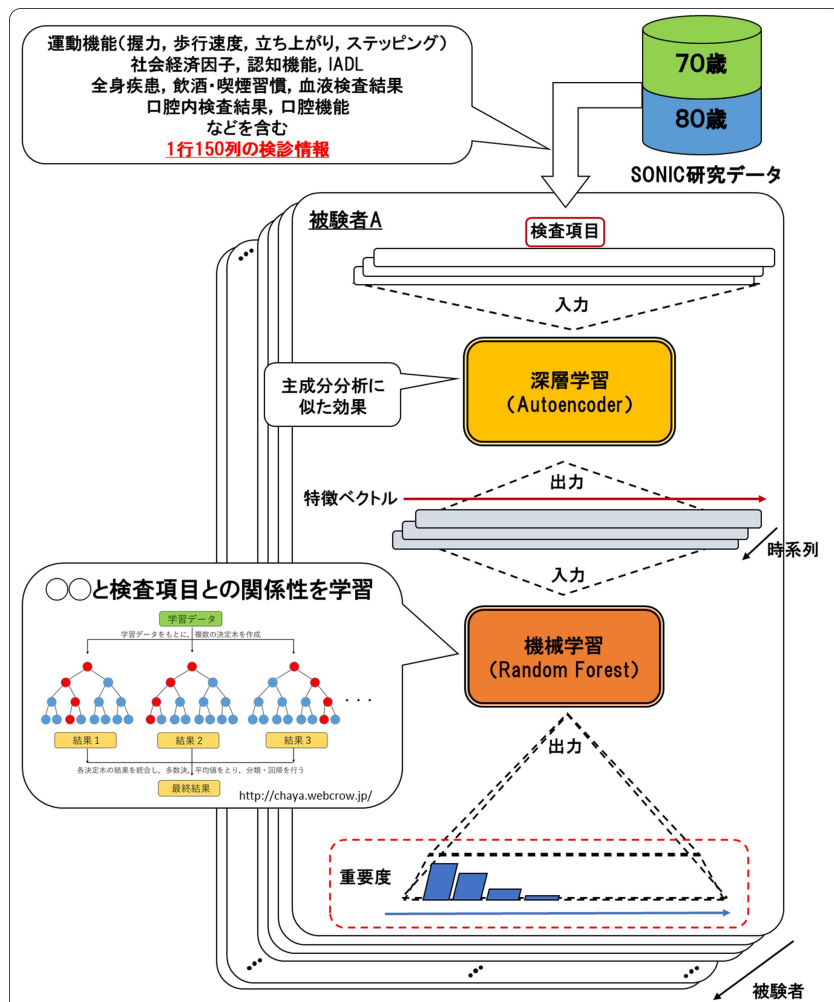 運動機能(握力, 歩行速度, 立ち上がり, ステッピング)
社会経済因子, 認知機能, IADL
全身疾患, 飲酒・喫煙習慣, 血液検査結果
口腔内検査結果, 口腔機能
などを含む
1行150列の検診情報
70歳
80歳
SONIC研究データ
被験者A
検査項目
入力
主成分分析に
似た効果
深層学習
(Autoencoder)
出力
特徴ベクトル
時系列
入力
○○と検査項目との関係性を学習
学習データ
学習データをもとに, 複数の決定木を作成
・・・
結果1
結果2
結果3
各決定木の結果を統合し, 多数決, 平均値をとり, 分類・回帰を行う
最終結果
http://chaya.webcrow.jp/
機械学習
(Random Forest)
出力
重要度
被験者